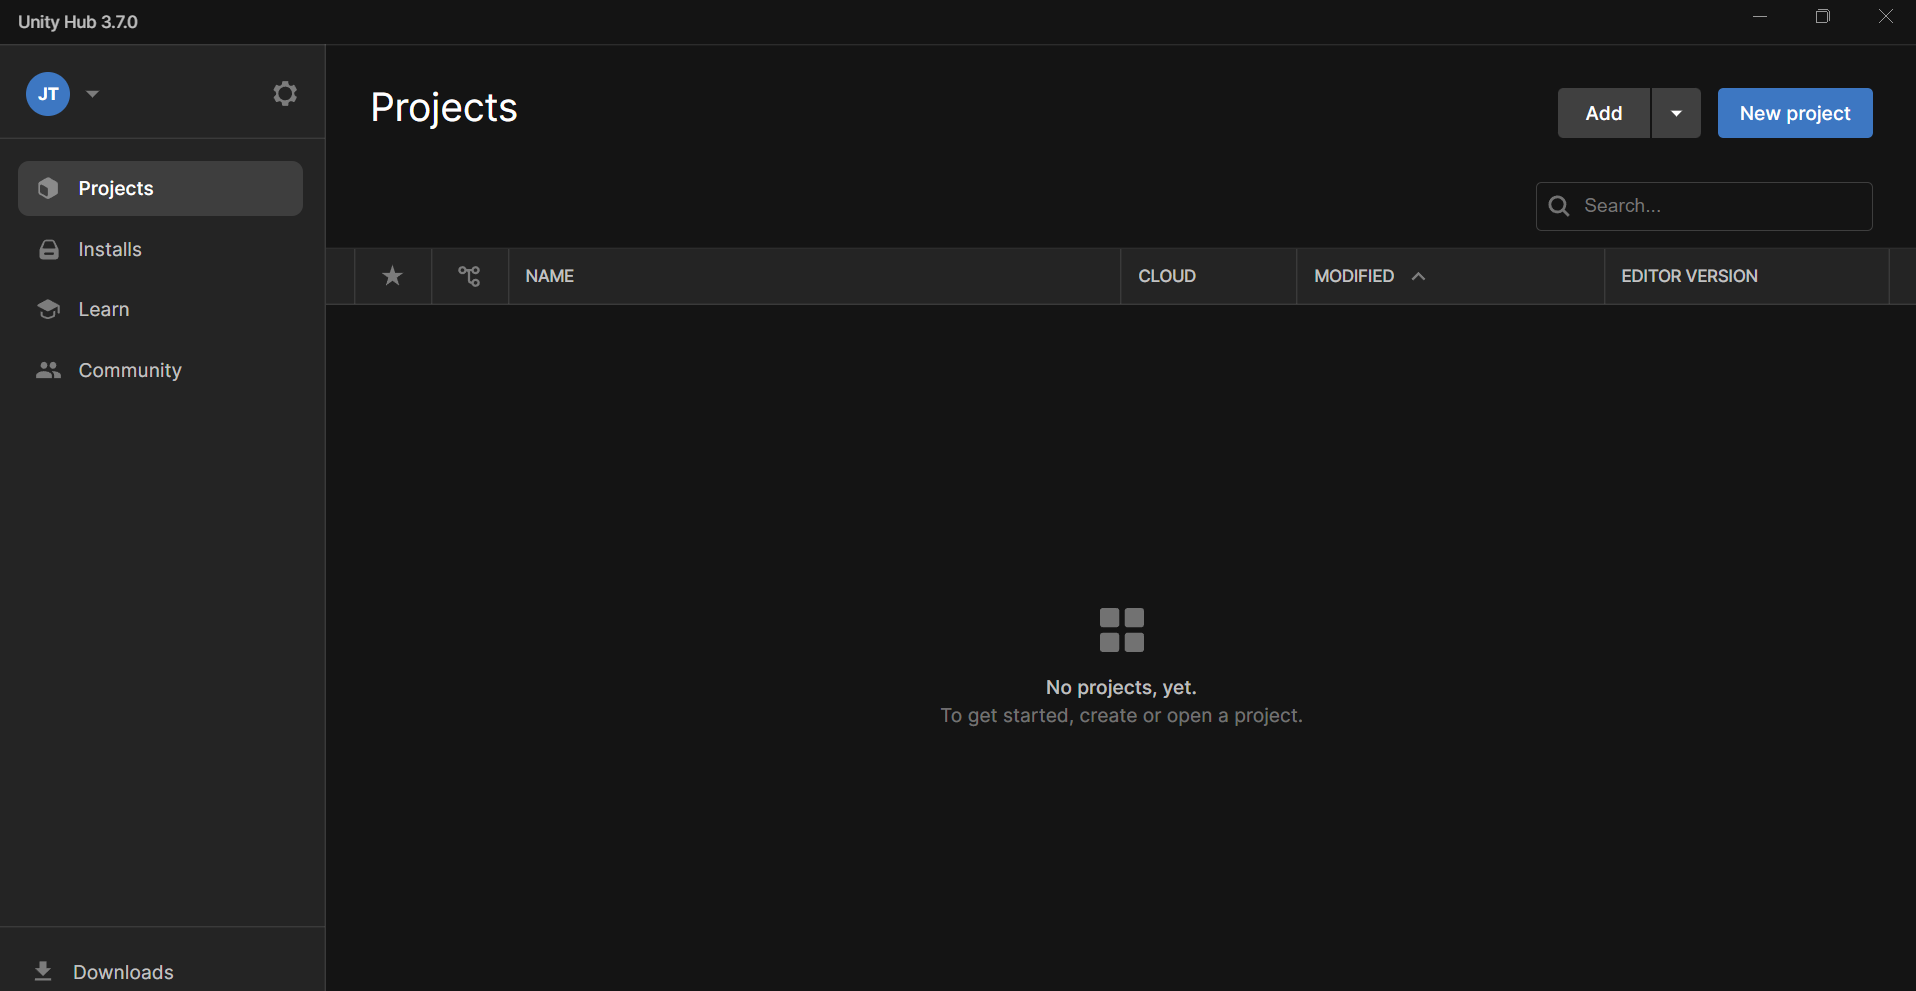 Unity Hub 3.7.0
JT
Projects
Installs
Learn
Community
Downloads
Projects
Add
New project
Search...
NAME
CLOUD
MODIFIED
EDITOR VERSION
No projects, yet.
To get started, create or open a project.